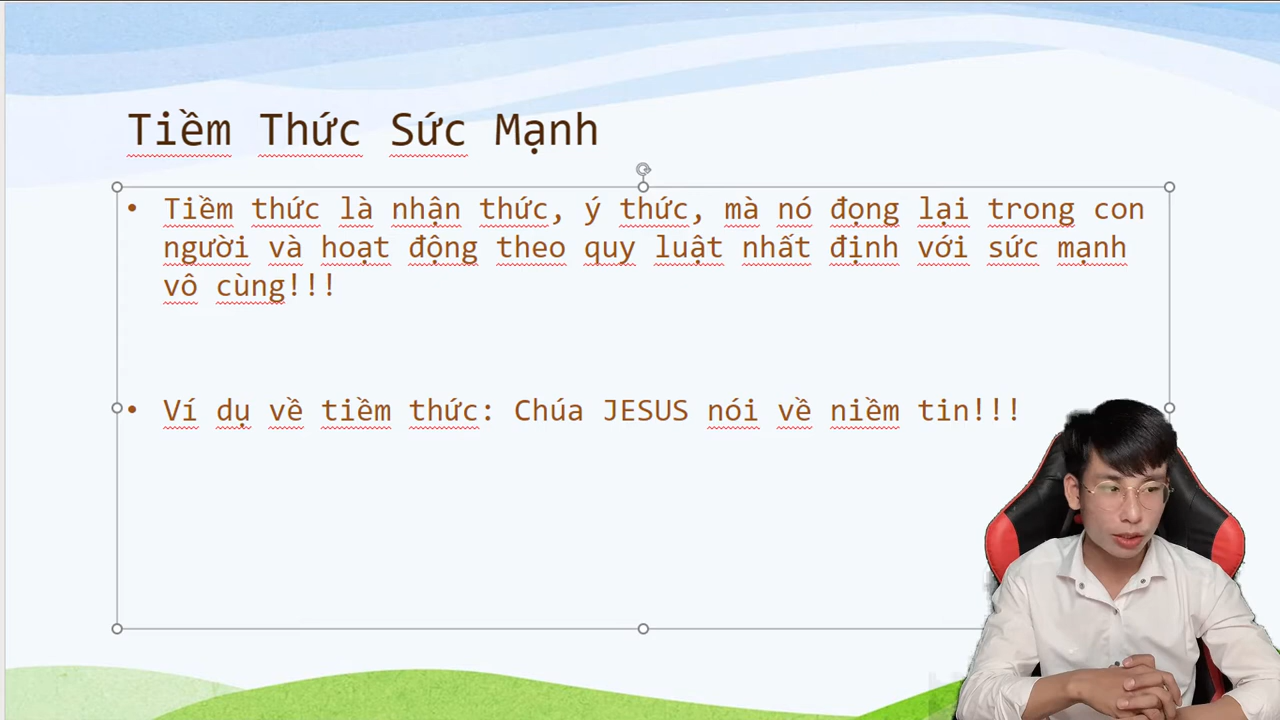 Tiềm Thức Sức Mạnh
• Tiềm thức là nhận thức, ý thức, mà nó đọng lại trong con
người và hoạt động theo quy luật nhất định với sức mạnh
vô cùng!!!
• Ví dụ về tiềm thức: Chúa JESUS nói về niềm tin!!!